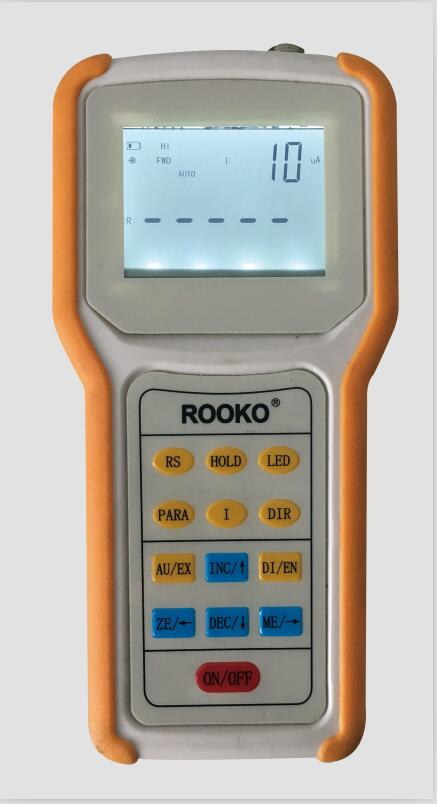 HI
FWD I: 10 uA
AUTO
R: - - - - -
ROOKO®
RS HOLD LED
PARA I DIR
AU/EX INC/↑ DI/EN
ZE/← DEC/↓ ME/→
ON/OFF